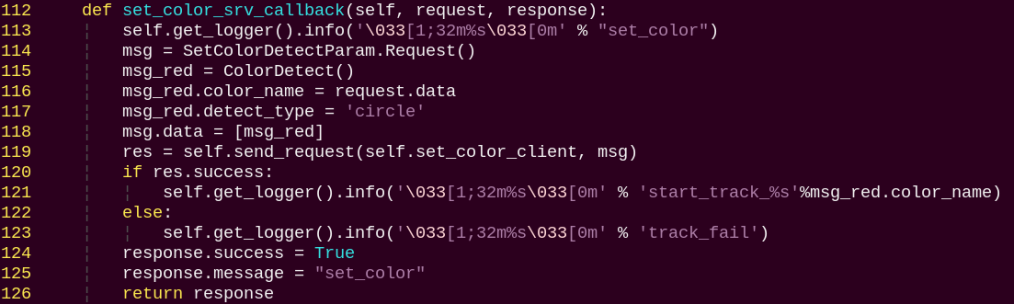 112     def set_color_srv_callback(self, request, response):
113         self.get_logger().info('\033[1;32m%s\033[0m' % "set_color")
114         msg = SetColorDetectParam.Request()
115         msg_red = ColorDetect()
116         msg_red.color_name = request.data
117         msg_red.detect_type = 'circle'
118         msg.data = [msg_red]
119         res = self.send_request(self.set_color_client, msg)
120         if res.success:
121             self.get_logger().info('\033[1;32m%s\033[0m' % 'start_track_%s'%msg_red.color_name)
122         else:
123             self.get_logger().info('\033[1;32m%s\033[0m' % 'track_fail')
124         response.success = True
125         response.message = "set_color"
126         return response